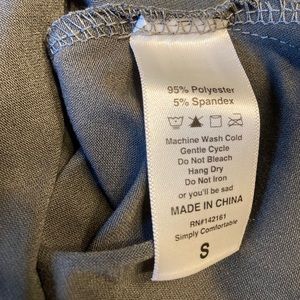 95% Polyester
5% Spandex
Machine Wash Cold
Gentle Cycle
Do Not Bleach
Hang Dry
Do Not Iron
or you'll be sad
MADE IN CHINA
RN#142161
Simply Comfortable
S